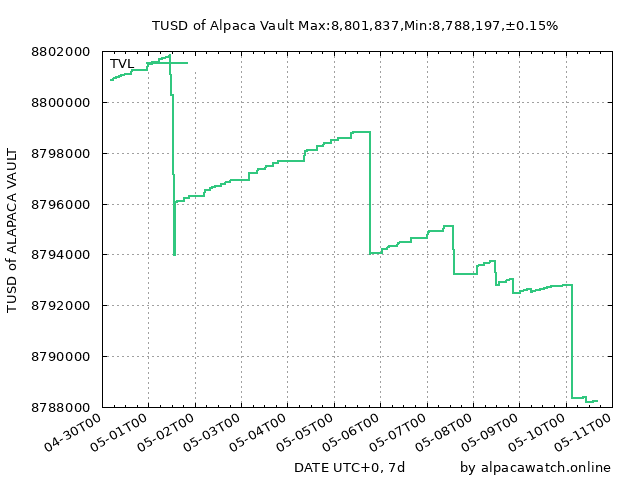 TUSD of Alpaca Vault Max:8,801,837,Min:8,788,197,±0.15%
8802000
TVL
8800000
8798000
8796000
8794000
8792000
8790000
8788000
TUSD of ALAPACA VAULT
04-30T00
05-01T00
05-02T00
05-03T00
05-04T00
05-05T00
05-06T00
05-07T00
05-08T00
05-09T00
05-10T00
05-11T00
DATE UTC+0, 7d
by alpacawatch.online